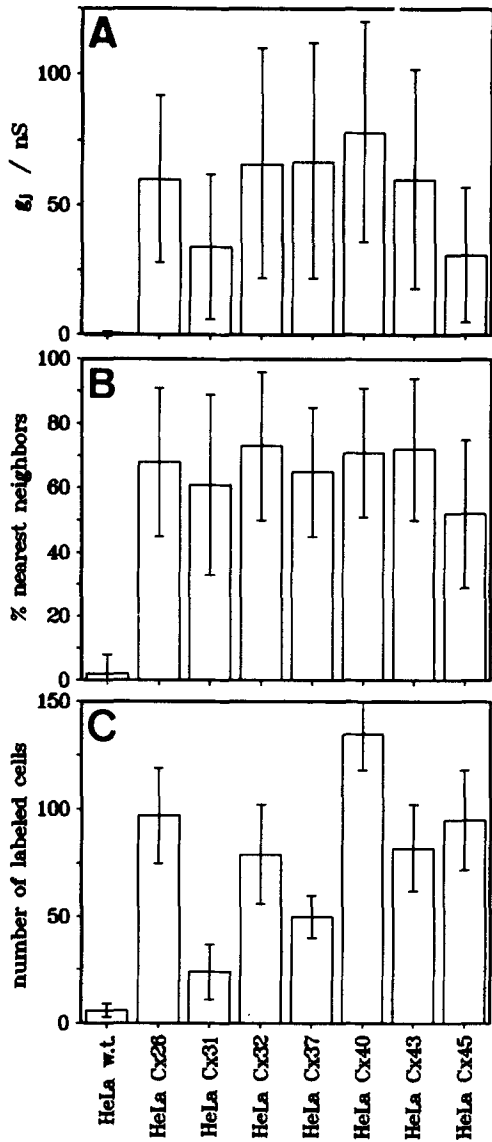 A
100
50
0
gj / nS
B
100
80
60
40
20
0
% nearest neighbors
C
150
100
50
0
number of labeled cells
HeLa w.t.
HeLa Cx26
HeLa Cx31
HeLa Cx32
HeLa Cx37
HeLa Cx40
HeLa Cx43
HeLa Cx45